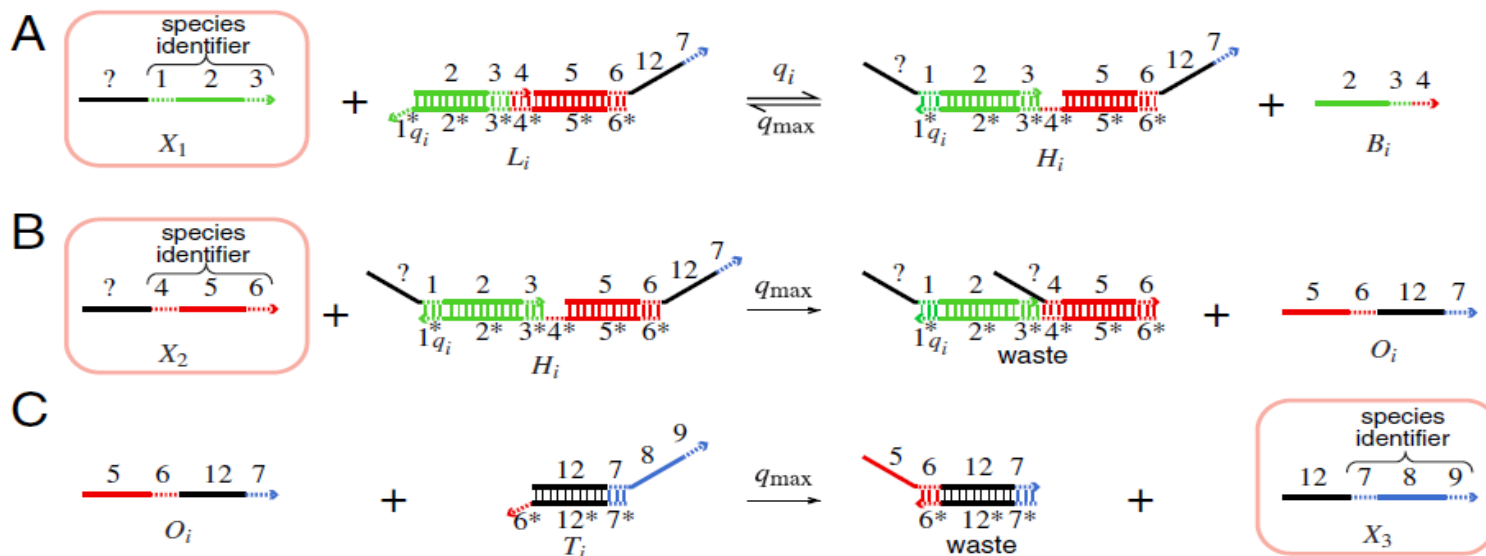 A
species
identifier
? 1 2 3
X₁
+
2 3 4 5 6 12 7
1* qᵢ 2* 3* 4* 5* 6*
Lᵢ
qᵢ
qmax
? 1 2 3 5 6 12 7
1* qᵢ 2* 3* 4* 5* 6*
Hᵢ
+
2 3 4
Bᵢ
B
species
identifier
? 4 5 6
X₂
+
? 1 2 3 5 6 12 7
1* qᵢ 2* 3* 4* 5* 6*
Hᵢ
qmax
? 1 2 3 ? 4 5 6
1* qᵢ 2* 3* 4* 5* 6*
waste
+
5 6 12 7
Oᵢ
C
5 6 12 7
Oᵢ
+
12 7 8 9
6* 12* 7*
Tᵢ
qmax
5 6 12 7
6* 12* 7*
waste
+
species
identifier
12 7 8 9
X₃